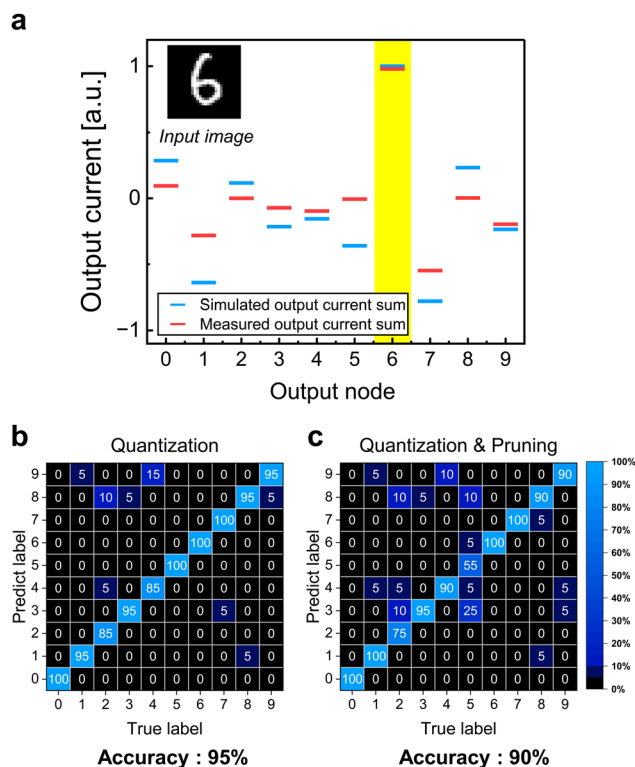 a
Output current [a.u.]
1
0
−1
6
Input image
Simulated output current sum
Measured output current sum
0 1 2 3 4 5 6 7 8 9
Output node
b
Quantization
Predict label
9 0 5 0 0 15 0 0 0 0 95
8 0 0 10 5 0 0 0 0 95 5
7 0 0 0 0 0 0 0 100 0 0
6 0 0 0 0 0 0 100 0 0 0
5 0 0 0 0 0 100 0 0 0 0
4 0 0 5 0 85 0 0 0 0 0
3 0 0 0 95 0 0 0 5 0 0
2 0 0 85 0 0 0 0 0 0 0
1 0 95 0 0 0 0 0 0 5 0
0 100 0 0 0 0 0 0 0 0 0
0 1 2 3 4 5 6 7 8 9
True label
Accuracy : 95%
c
Quantization & Pruning
Predict label
9 0 5 0 0 10 0 0 0 0 90
8 0 0 10 5 0 10 0 0 90 0
7 0 0 0 0 0 0 0 100 5 0
6 0 0 0 0 0 5 100 0 0 0
5 0 0 0 0 0 55 0 0 0 0
4 0 5 5 0 90 5 0 0 0 5
3 0 0 10 95 0 25 0 0 0 5
2 0 0 75 0 0 0 0 0 0 0
1 0 100 0 0 0 0 0 0 5 0
0 100 0 0 0 0 0 0 0 0 0
0 1 2 3 4 5 6 7 8 9
True label
Accuracy : 90%
100%
90%
80%
70%
60%
50%
40%
30%
20%
10%
0%